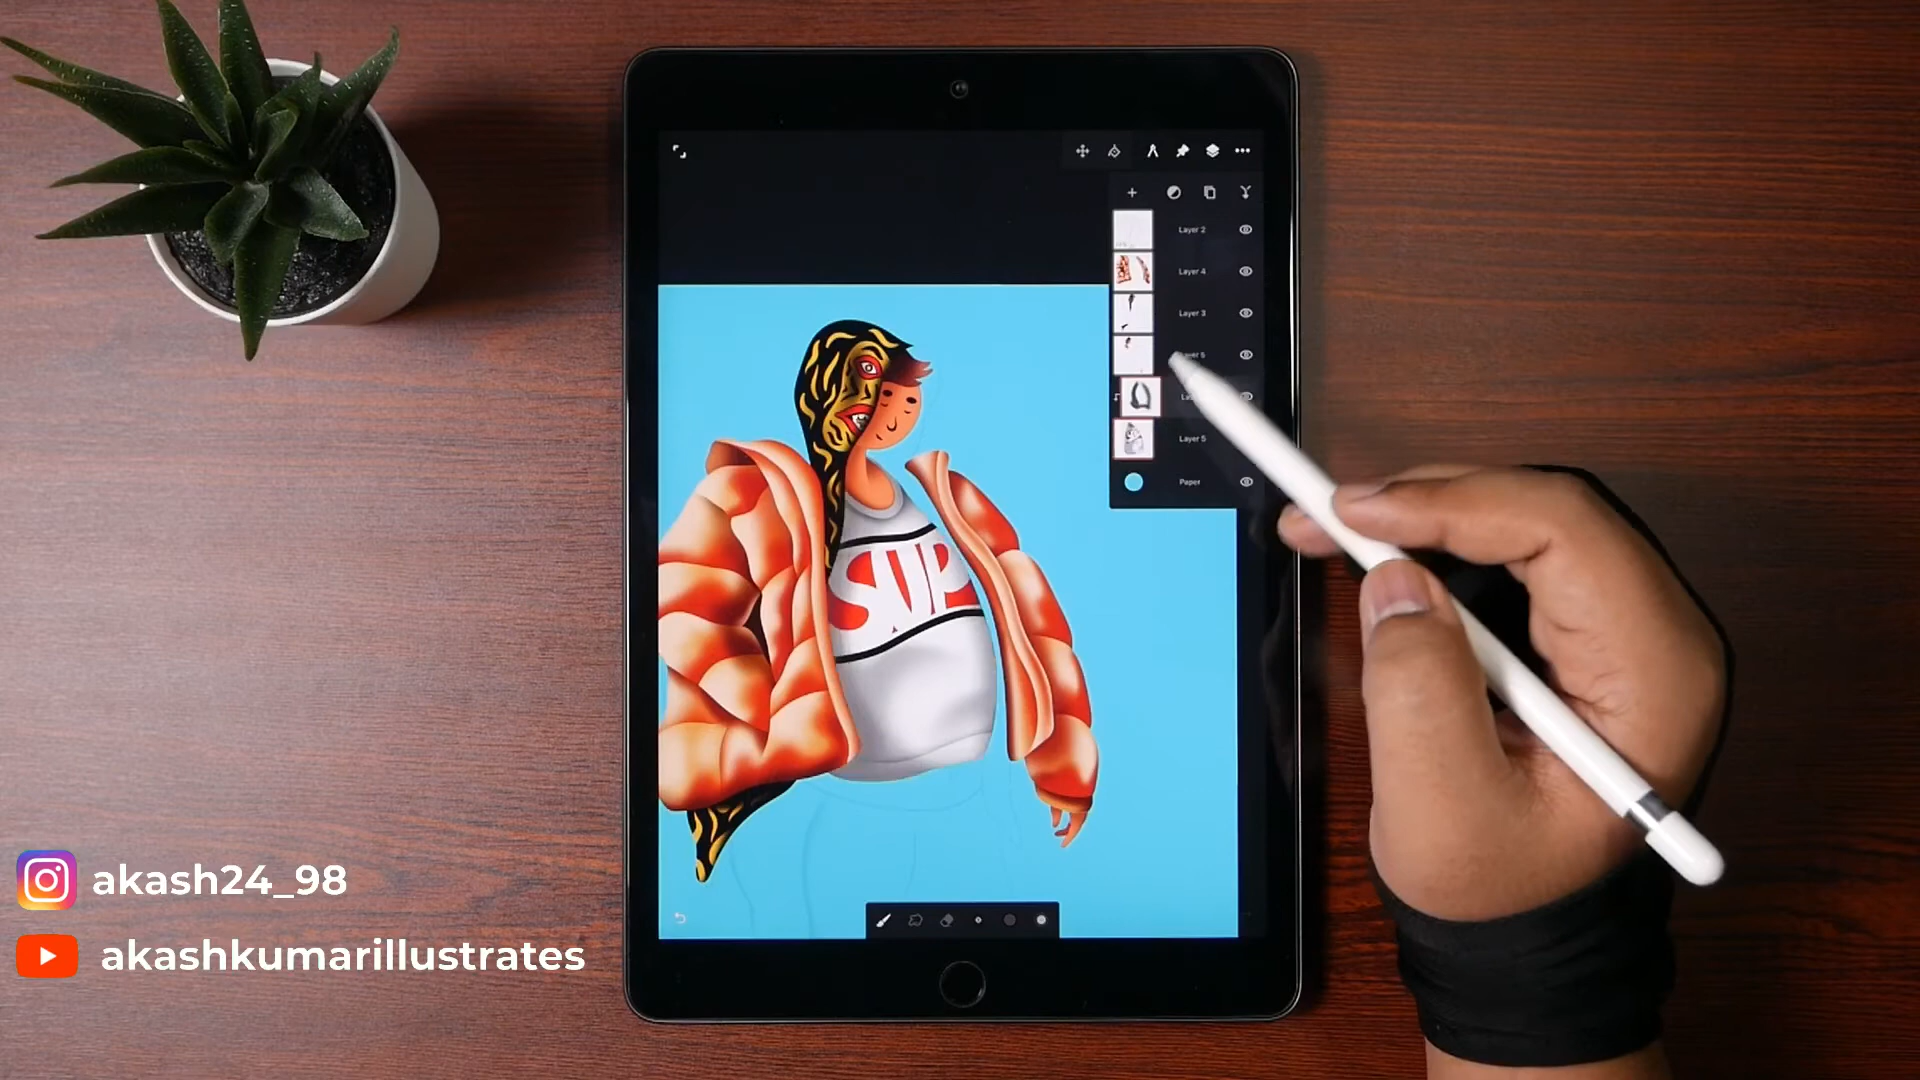 Layer 2
Layer 4
Layer 3
Layer 5
Paper
SUP
akash24_98
akashkumarillustrates